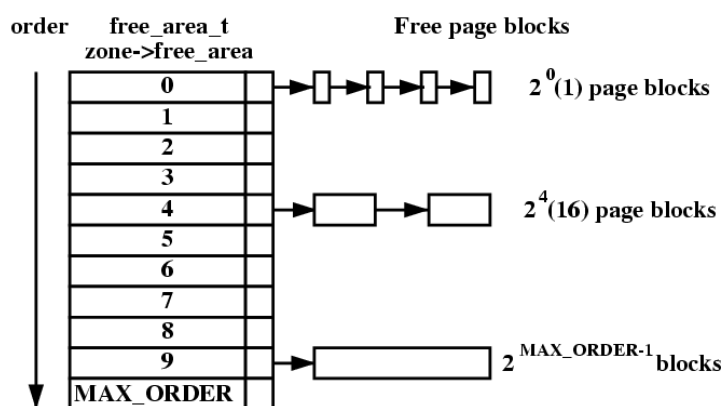 order free_area_t Free page blocks
zone->free_area
0 2^0(1) page blocks
1
2
3
4 2^4(16) page blocks
5
6
7
8
9 2^MAX_ORDER-1 blocks
MAX_ORDER